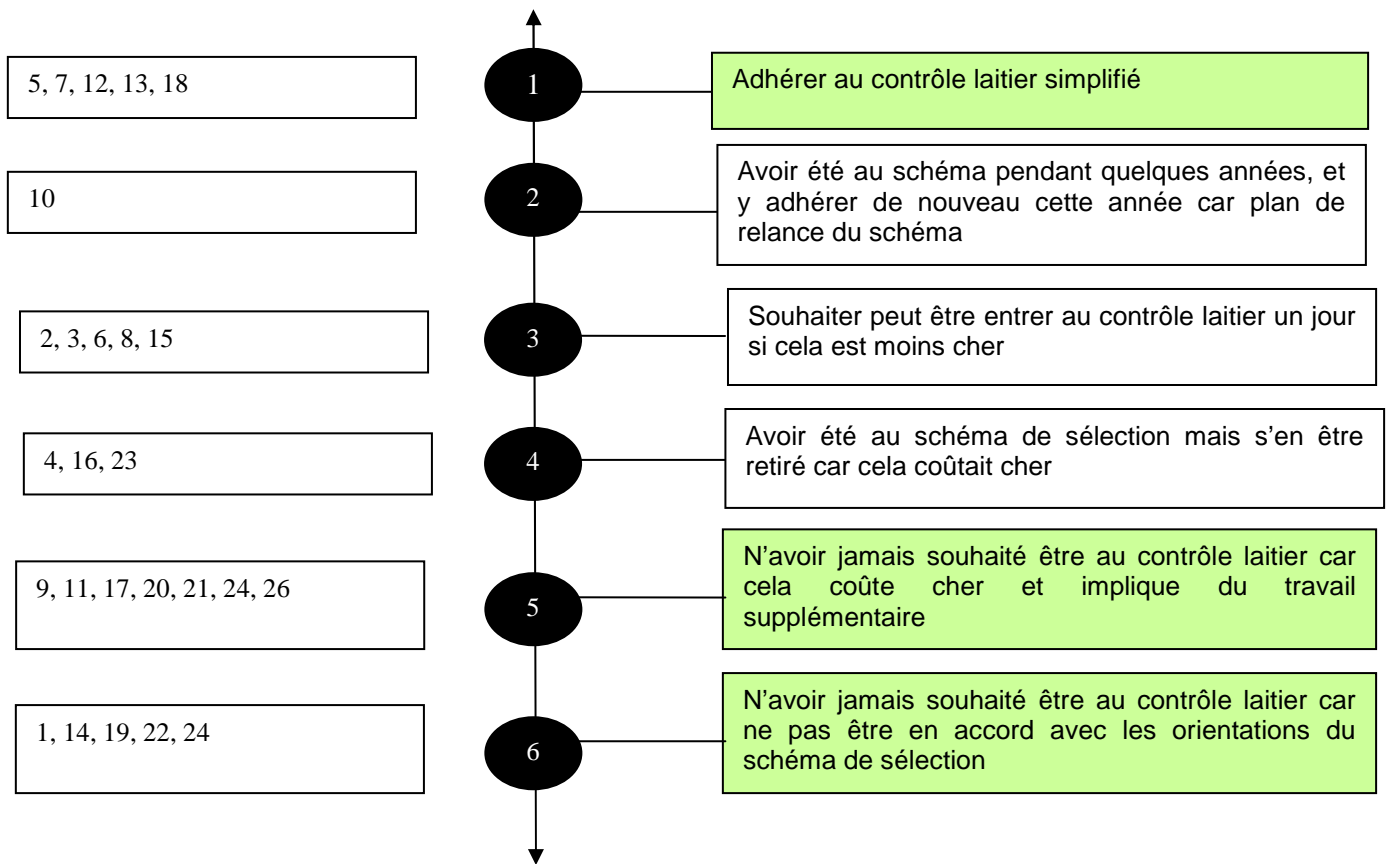 5, 7, 12, 13, 18
1
Adhérer au contrôle laitier simplifié
10
2
Avoir été au schéma pendant quelques années, et
y adhérer de nouveau cette année car plan de
relance du schéma
2, 3, 6, 8, 15
3
Souhaiter peut être entrer au contrôle laitier un jour
si cela est moins cher
4, 16, 23
4
Avoir été au schéma de sélection mais s’en être
retiré car cela coûtait cher
9, 11, 17, 20, 21, 24, 26
5
N’avoir jamais souhaité être au contrôle laitier car
cela coûte cher et implique du travail
supplémentaire
1, 14, 19, 22, 24
6
N’avoir jamais souhaité être au contrôle laitier car
ne pas être en accord avec les orientations du
schéma de sélection